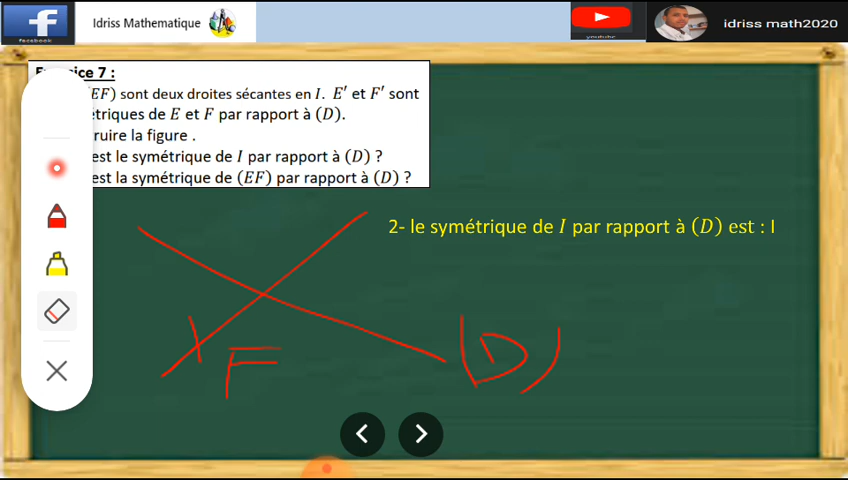 facebook
Idriss Mathematique
youtube
idriss math2020
ice 7 :
EF) sont deux droites sécantes en I. E′ et F′ sont
étriques de E et F par rapport à (D).
ruire la figure .
est le symétrique de I par rapport à (D) ?
est la symétrique de (EF) par rapport à (D) ?
2- le symétrique de I par rapport à (D) est : I
F
(D)